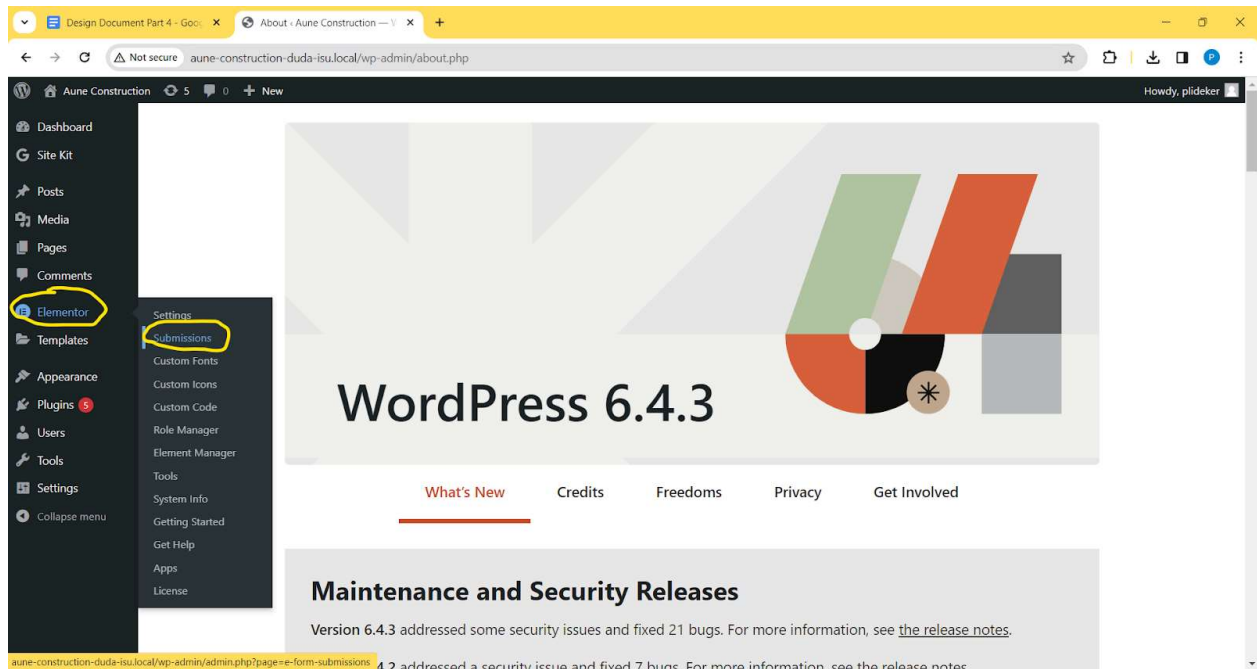 Design Document Part 4 - Goo
About ‹ Aune Construction —
Not secure aune-construction-duda-isu.local/wp-admin/about.php
P
Aune Construction 5 0 + New
Howdy, plideker
Dashboard
G Site Kit
Posts
Media
Pages
Comments
Elementor
Templates
Appearance
Plugins 5
Users
Tools
Settings
Collapse menu
Settings
Submissions
Custom Fonts
Custom Icons
Custom Code
Role Manager
Element Manager
Tools
System Info
Getting Started
Get Help
Apps
License
WordPress 6.4.3
What's New Credits Freedoms Privacy Get Involved
Maintenance and Security Releases
Version 6.4.3 addressed some security issues and fixed 21 bugs. For more information, see the release notes.
4.2 addressed a security issue and fixed 7 bugs. For more information, see the release notes.
aune-construction-duda-isu.local/wp-admin/admin.php?page=e-form-submissions